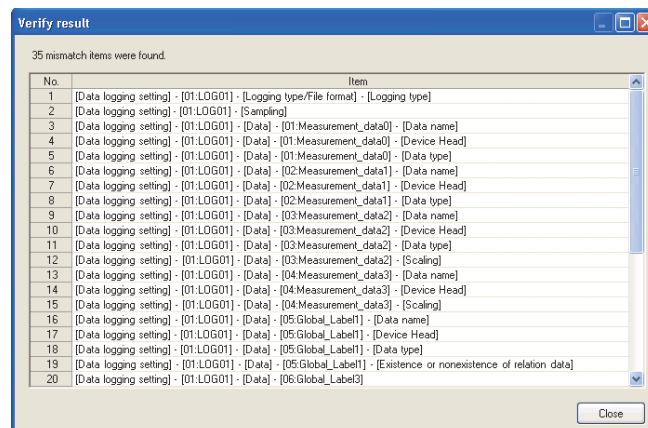 Verify result
35 mismatch items were found.
No. Item
1 [Data logging setting] - [01:LOG01] - [Logging type/File format] - [Logging type]
2 [Data logging setting] - [01:LOG01] - [Sampling]
3 [Data logging setting] - [01:LOG01] - [Data] - [01:Measurement_data0] - [Data name]
4 [Data logging setting] - [01:LOG01] - [Data] - [01:Measurement_data0] - [Device Head]
5 [Data logging setting] - [01:LOG01] - [Data] - [01:Measurement_data0] - [Data type]
6 [Data logging setting] - [01:LOG01] - [Data] - [02:Measurement_data1] - [Data name]
7 [Data logging setting] - [01:LOG01] - [Data] - [02:Measurement_data1] - [Device Head]
8 [Data logging setting] - [01:LOG01] - [Data] - [02:Measurement_data1] - [Data type]
9 [Data logging setting] - [01:LOG01] - [Data] - [03:Measurement_data2] - [Data name]
10 [Data logging setting] - [01:LOG01] - [Data] - [03:Measurement_data2] - [Device Head]
11 [Data logging setting] - [01:LOG01] - [Data] - [03:Measurement_data2] - [Data type]
12 [Data logging setting] - [01:LOG01] - [Data] - [03:Measurement_data2] - [Scaling]
13 [Data logging setting] - [01:LOG01] - [Data] - [04:Measurement_data3] - [Data name]
14 [Data logging setting] - [01:LOG01] - [Data] - [04:Measurement_data3] - [Device Head]
15 [Data logging setting] - [01:LOG01] - [Data] - [04:Measurement_data3] - [Scaling]
16 [Data logging setting] - [01:LOG01] - [Data] - [05:Global_Label1] - [Data name]
17 [Data logging setting] - [01:LOG01] - [Data] - [05:Global_Label1] - [Device Head]
18 [Data logging setting] - [01:LOG01] - [Data] - [05:Global_Label1] - [Data type]
19 [Data logging setting] - [01:LOG01] - [Data] - [05:Global_Label1] - [Existence or nonexistence of relation data]
20 [Data logging setting] - [01:LOG01] - [Data] - [06:Global_Label3]
Close